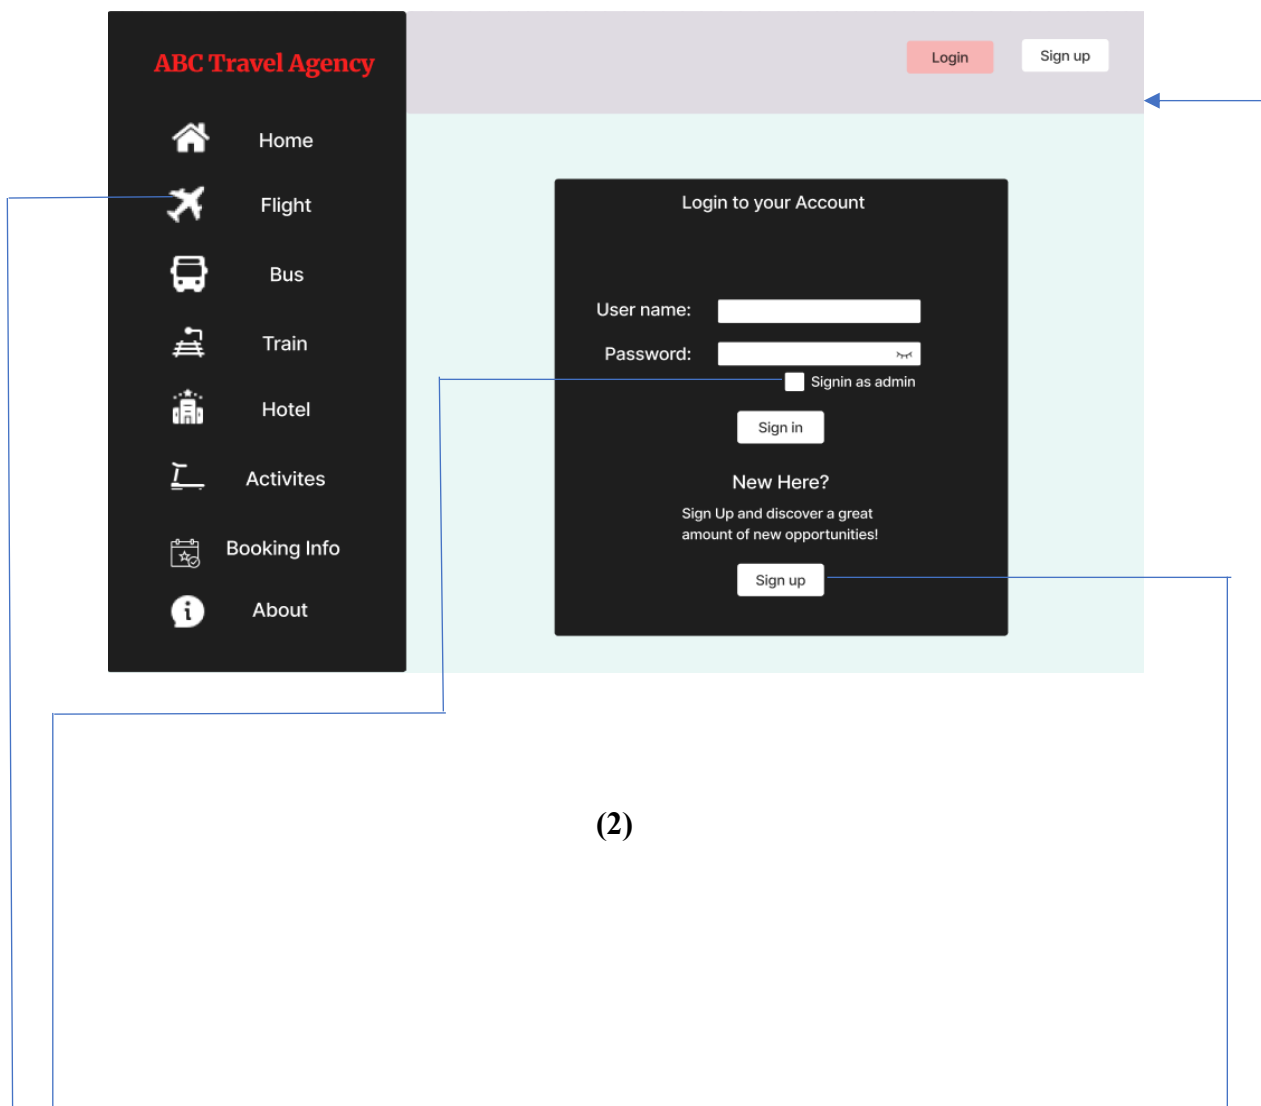 ABC Travel Agency
Login
Sign up
Home
Flight
Bus
Train
Hotel
Activites
Booking Info
About
Login to your Account
User name:
Password:
Signin as admin
Sign in
New Here?
Sign Up and discover a great
amount of new opportunities!
Sign up
(2)